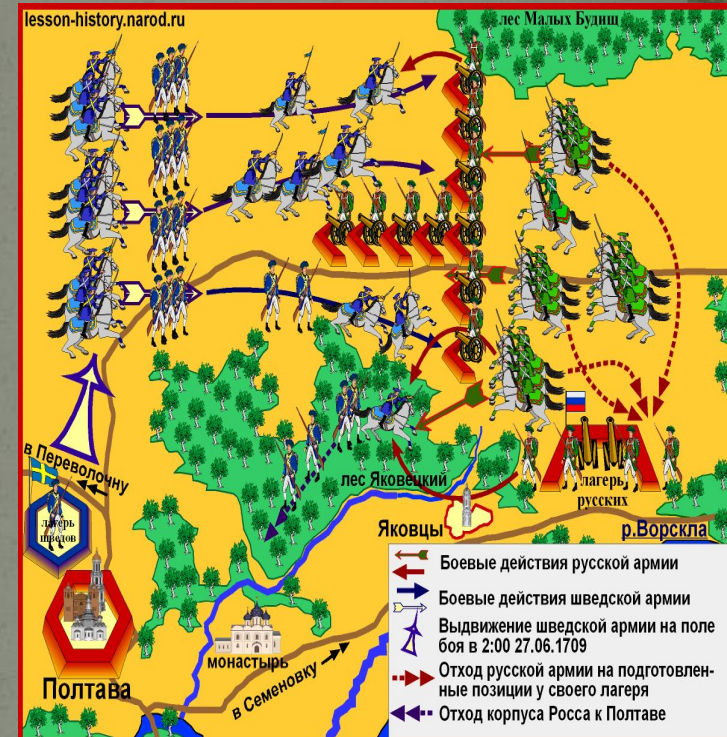 lesson-history.narod.ru
лес Малых Будищ
в Переволочну
лагерь
шведов
лес Яковецкий
лагерь
русских
Яковцы
р.Ворскла
Полтава
монастырь
в Семеновку
Боевые действия русской армии
Боевые действия шведской армии
Выдвижение шведской армии на поле
боя в 2:00 27.06.1709
Отход русской армии на подготовлен-
ные позиции у своего лагеря
Отход корпуса Росса к Полтаве